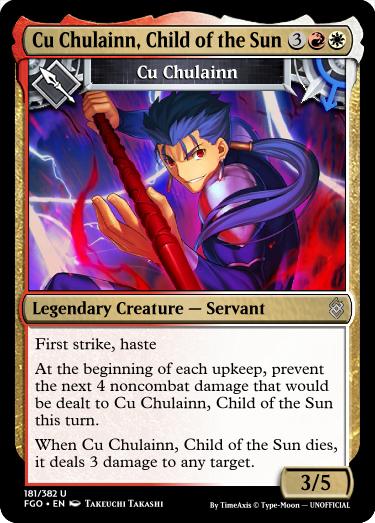 Cu Chulainn, Child of the Sun 3
Cu Chulainn
Legendary Creature — Servant
First strike, haste
At the beginning of each upkeep, prevent
the next 4 noncombat damage that would
be dealt to Cu Chulainn, Child of the Sun
this turn.
When Cu Chulainn, Child of the Sun dies,
it deals 3 damage to any target.
3/5
181/382 U
FGO • EN Takeuchi Takashi
By TimeAxis © Type-Moon — UNOFFICIAL